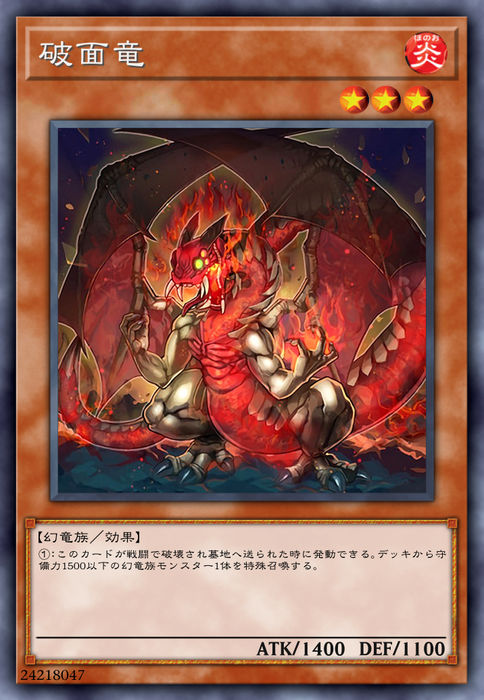 破面竜
ほのお
炎
【幻竜族／効果】
①:このカードが戦闘で破壊され墓地へ送られた時に発動できる。デッキから守
備力1500以下の幻竜族モンスター1体を特殊召喚する。
ATK/1400 DEF/1100
24218047